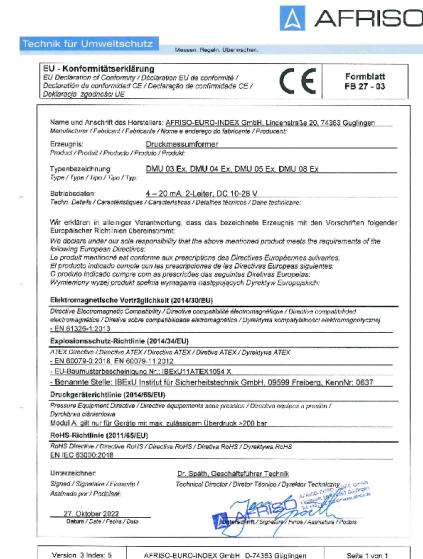 AFRISO
Technik für Umweltschutz
Messen. Regeln. Überwachen.
EU - Konformitätserklärung
EU Declaration of Conformity / Déclaration EU de conformité /
Declaración de conformidad CE / Declaração de conformidade CE /
Deklaracja zgodności UE
CE
Formblatt
FB 27 - 03
Name und Anschrift des Herstellers: AFRISO-EURO-INDEX GmbH, Lindenstraße 20, 74363 Güglingen
Manufacturer / Fabricant / Fabricante / Nome e endereço do fabricante / Producent:
Erzeugnis: Druckmessumformer
Product / Produit / Producto / Produto / Produkt:
Typenbezeichnung DMU 03 Ex, DMU 04 Ex, DMU 05 Ex, DMU 08 Ex
Type / Type / Tipo / Tipo / Typ:
Betriebsdaten: 4 – 20 mA, 2-Leiter, DC 10-28 V
Techn. Details / Caractéristiques / Características / Detalhes técnicos / Dane techniczne:
Wir erklären in alleiniger Verantwortung, dass das bezeichnete Erzeugnis mit den Vorschriften folgender
Europäischer Richtlinien übereinstimmt:
We declare under our sole responsibility that the above mentioned product meets the requirements of the
following European Directives:
Le produit mentionné est conforme aux prescriptions des Directives Européennes suivantes:
El producto indicado cumple con las prescripciones de las Directivas Europeas siguientes:
O produto indicado cumpre com as prescrições das seguintes Diretivas Europeias:
Wymieniony wyżej produkt spełnia wymagania następujących Dyrektyw Europejskich:
Elektromagnetische Verträglichkeit (2014/30/EU)
Directive Electromagnetic Compatibility / Directive compatibilité électromagnétique / Directiva compatibilidad
electromagnética / Diretiva sobre compatibilidade eletromagnética / Dyrektywa kompatybilności elektromagnetycznej
- EN 61326-1:2013
Explosionsschutz-Richtlinie (2014/34/EU)
ATEX Directive / Directive ATEX / Directiva ATEX / Diretiva ATEX / Dyrektywa ATEX
- EN 60079-0:2018, EN 60079-11:2012
- EU-Baumusterbescheinigung Nr.: IBExU11ATEX1054 X
- Benannte Stelle: IBExU Institut für Sicherheitstechnik GmbH, 09599 Freiberg, KennNr: 0637
Druckgeräterichtlinie (2014/68/EU)
Pressure Equipment Directive / Directive équipements sous pression / Directiva equipos a presión /
Dyrektywa ciśnieniowa
Modul A, gilt nur für Geräte mit max. zulässigem Überdruck >200 bar
RoHS-Richtlinie (2011/65/EU)
RoHS Directive / Directive RoHS / Directiva RoHS / Diretiva RoHS / Dyrektywa RoHS
EN IEC 63000:2018
Unterzeichner: Dr. Späth, Geschäftsführer Technik
Signed / Signataire / Firmante / Technical Director / Diretor Técnico / Dyrektor Techniczny
Assinado por / Podpisał:
AFRISO
27. Oktober 2022
Datum / Date / Fecha / Data
Unterschrift / Signature / Firma / Assinatura / Podpis
Version 3 Index: 5 AFRISO-EURO-INDEX GmbH D-74363 Güglingen Seite 1 von 1